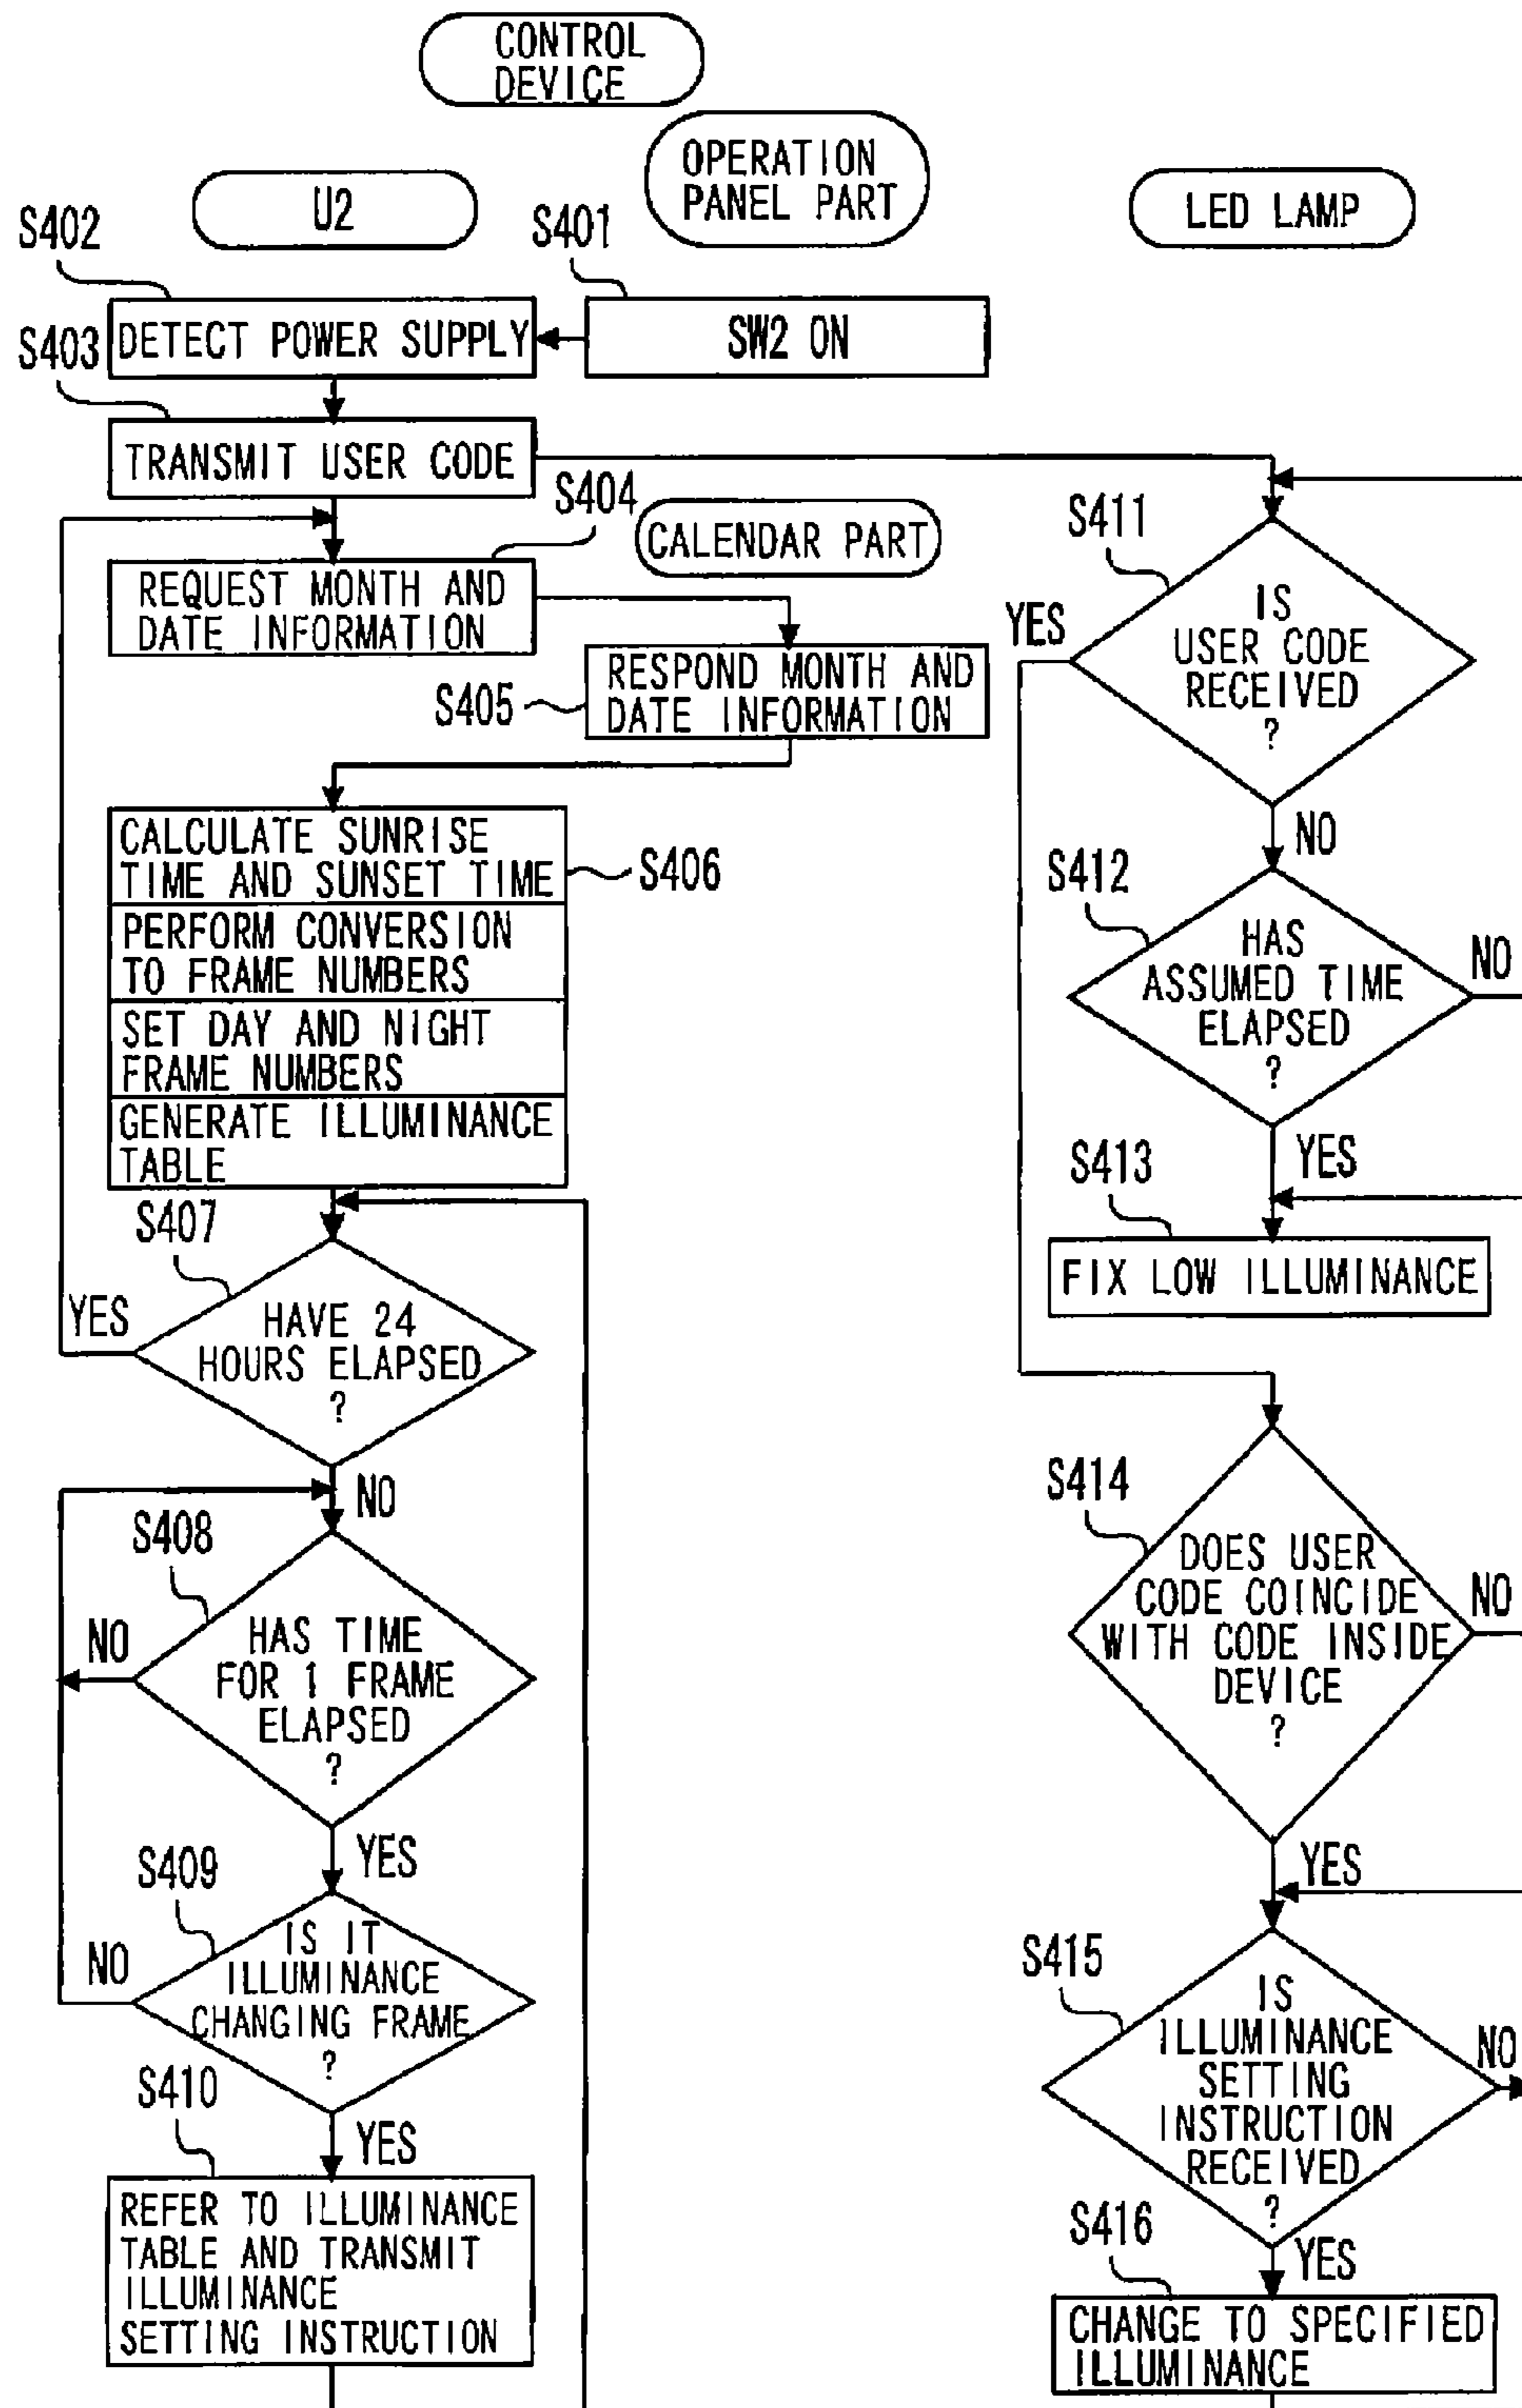 CONTROL
DEVICE
OPERATION
PANEL PART
U2
LED LAMP
S402
S401
DETECT POWER SUPPLY
SW2 ON
S403
TRANSMIT USER CODE
S404
CALENDAR PART
REQUEST MONTH AND
DATE INFORMATION
S405
RESPOND MONTH AND
DATE INFORMATION
CALCULATE SUNRISE
TIME AND SUNSET TIME
S406
PERFORM CONVERSION
TO FRAME NUMBERS
SET DAY AND NIGHT
FRAME NUMBERS
GENERATE ILLUMINANCE
TABLE
S407
YES
HAVE 24
HOURS ELAPSED
?
NO
S408
NO
HAS TIME
FOR 1 FRAME
ELAPSED
?
YES
S409
NO
IS IT
ILLUMINANCE
CHANGING FRAME
?
YES
S410
REFER TO ILLUMINANCE
TABLE AND TRANSMIT
ILLUMINANCE
SETTING INSTRUCTION
S411
YES
IS
USER CODE
RECEIVED
?
NO
S412
HAS
ASSUMED TIME
ELAPSED
?
NO
YES
S413
FIX LOW ILLUMINANCE
S414
DOES USER
CODE COINCIDE
WITH CODE INSIDE
DEVICE
?
NO
YES
S415
IS
ILLUMINANCE
SETTING
INSTRUCTION
RECEIVED
?
NO
YES
S416
CHANGE TO SPECIFIED
ILLUMINANCE